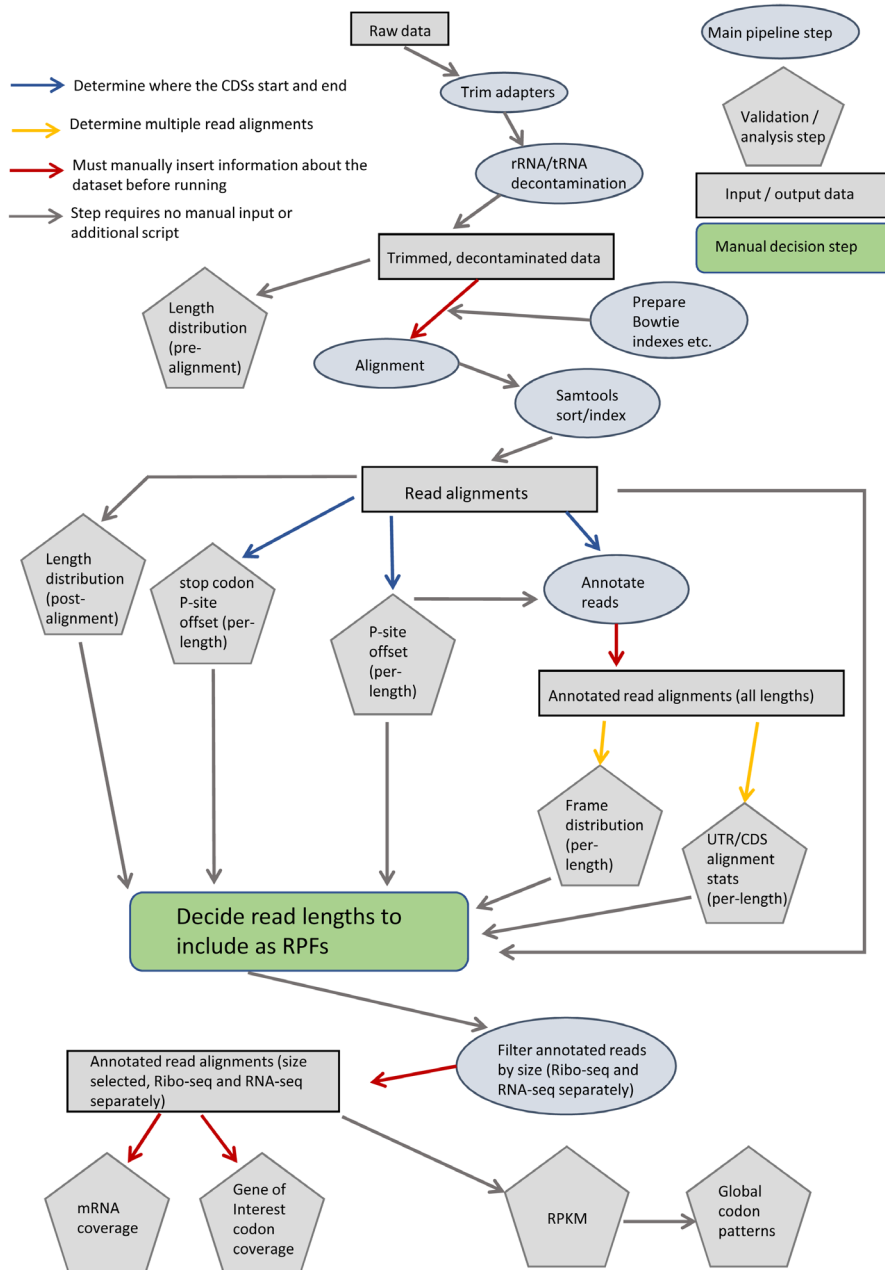 Raw data
Main pipeline step
Determine where the CDSs start and end
Trim adapters
Validation /
analysis step
Determine multiple read alignments
Must manually insert information about the
dataset before running
rRNA/tRNA
decontamination
Input / output data
Step requires no manual input or
additional script
Manual decision step
Trimmed, decontaminated data
Length
distribution
(pre-
alignment)
Prepare
Bowtie
indexes etc.
Alignment
Samtools
sort/index
Read alignments
Length
distribution
(post-
alignment)
stop codon
P-site
offset (per-
length)
P-site
offset
(per-
length)
Annotate
reads
Annotated read alignments (all lengths)
Frame
distribution
(per-
length)
UTR/CDS
alignment
stats
(per-length)
Decide read lengths to
include as RPFs
Filter annotated reads
by size (Ribo-seq and
RNA-seq separately)
Annotated read alignments (size
selected, Ribo-seq and RNA-seq
separately)
mRNA
coverage
Gene of
Interest
codon
coverage
RPKM
Global
codon
patterns